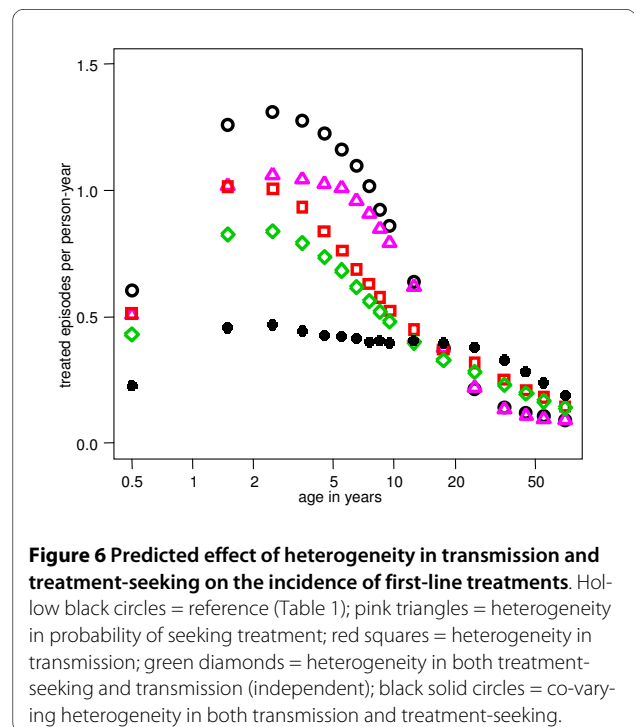 1.5
1.0
0.5
0.0
treated episodes per person-year
0.5 1 2 5 10 20 50
age in years
Figure 6 Predicted effect of heterogeneity in transmission and
treatment-seeking on the incidence of first-line treatments. Hol-
low black circles = reference (Table 1); pink triangles = heterogeneity
in probability of seeking treatment; red squares = heterogeneity in
transmission; green diamonds = heterogeneity in both treatment-
seeking and transmission (independent); black solid circles = co-vary-
ing heterogeneity in both transmission and treatment-seeking.